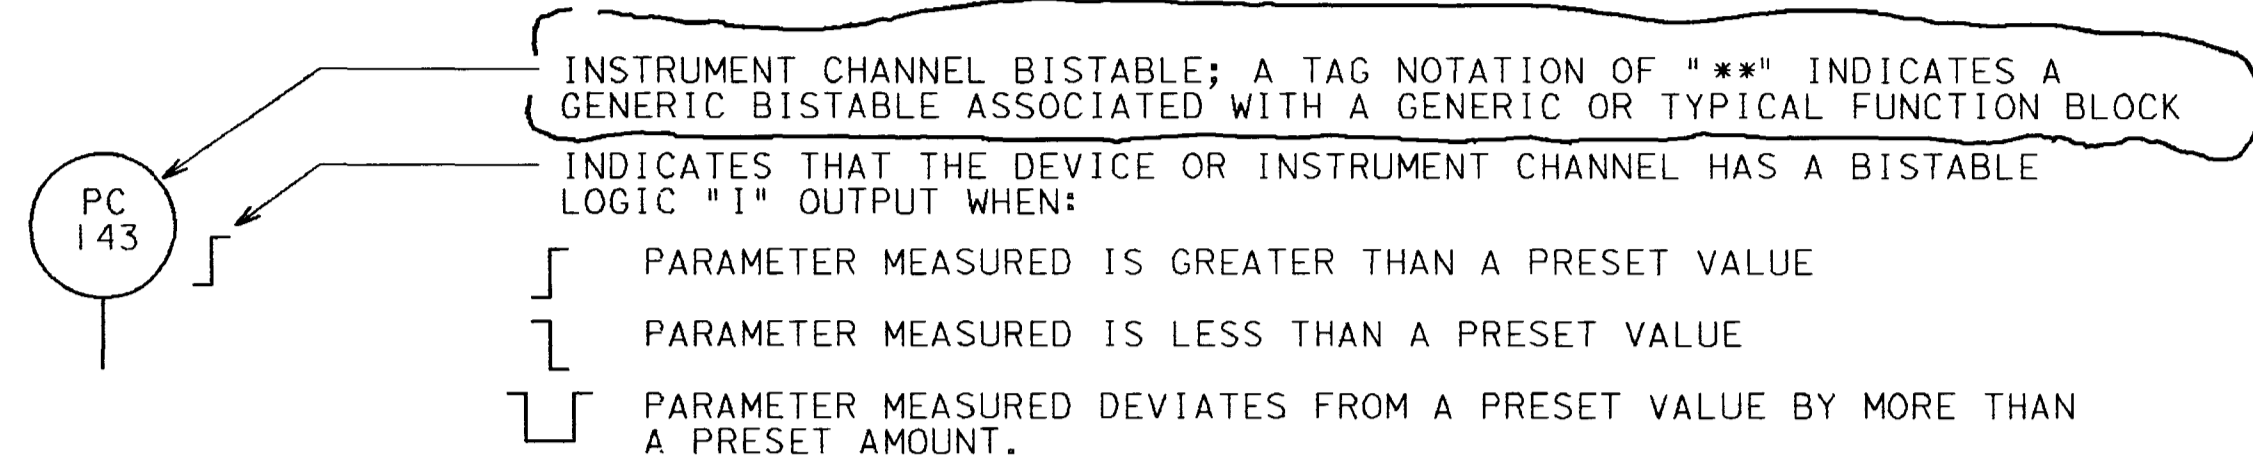 INSTRUMENT CHANNEL BISTABLE; A TAG NOTATION OF "**" INDICATES A
GENERIC BISTABLE ASSOCIATED WITH A GENERIC OR TYPICAL FUNCTION BLOCK
INDICATES THAT THE DEVICE OR INSTRUMENT CHANNEL HAS A BISTABLE
LOGIC "I" OUTPUT WHEN:
PC
143
PARAMETER MEASURED IS GREATER THAN A PRESET VALUE
PARAMETER MEASURED IS LESS THAN A PRESET VALUE
PARAMETER MEASURED DEVIATES FROM A PRESET VALUE BY MORE THAN
A PRESET AMOUNT.